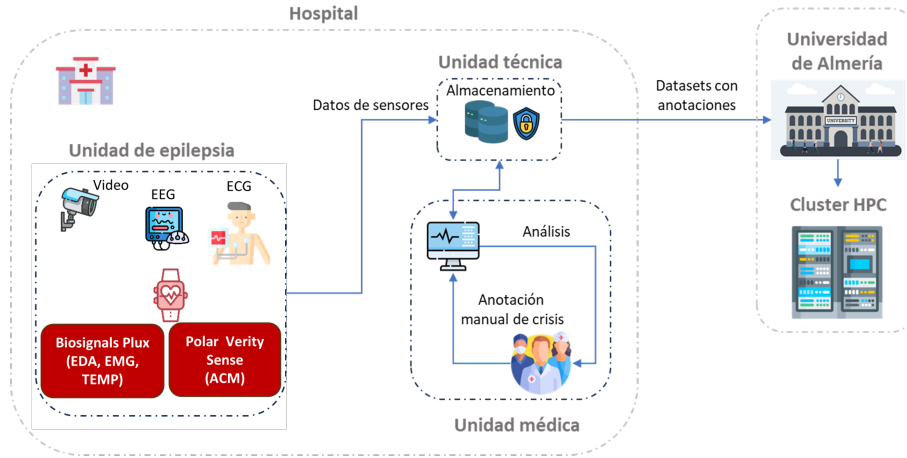 Hospital
Universidad
de Almería
UNIVERSITY
Cluster HPC
Unidad técnica
Almacenamiento
Datos de sensores
Datasets con
anotaciones
Unidad de epilepsia
Video
EEG
ECG
Biosignals Plux
(EDA, EMG,
TEMP)
Polar Verity
Sense
(ACM)
Análisis
Anotación
manual de crisis
Unidad médica